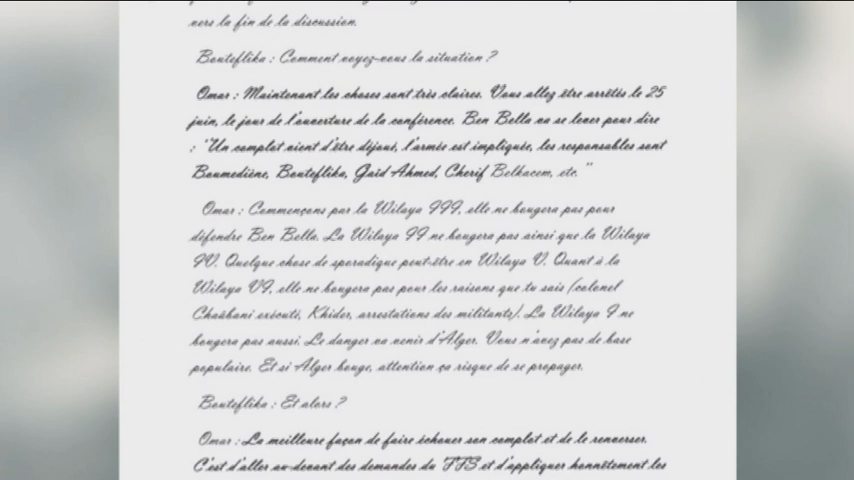 vers la fin de la discussion.
Bouteflika : Comment voyez-vous la situation ?
Omar : Maintenant les choses sont très claires. Vous allez être arrêtés le 25
juin, le jour de l'ouverture de la conférence. Ben Bella va se lever pour dire
: "Un complot vient d'être déjoué, l'armée est impliquée, les responsables sont
Boumediène, Bouteflika, Gaïd Ahmed, Cherif Belkacem, etc."
Omar : Commençons par la Wilaya III, elle ne bougera pas pour
défendre Ben Bella. La Wilaya II ne bougera pas ainsi que la Wilaya
IV. Quelque chose de sporadique peut-être en Wilaya V. Quant à la
Wilaya VI, elle ne bougera pas pour les raisons que tu sais (colonel
Chaâbani exécuté, Khider, arrestations des militants). La Wilaya I ne
bougera pas aussi. Le danger va venir d'Alger. Vous n'avez pas de base
populaire. Et si Alger bouge, attention ça risque de se propager.
Bouteflika : Et alors ?
Omar : La meilleure façon de faire échouer son complot et de le renverser.
C'est d'aller au-devant des demandes du FFS et d'appliquer honnêtement les